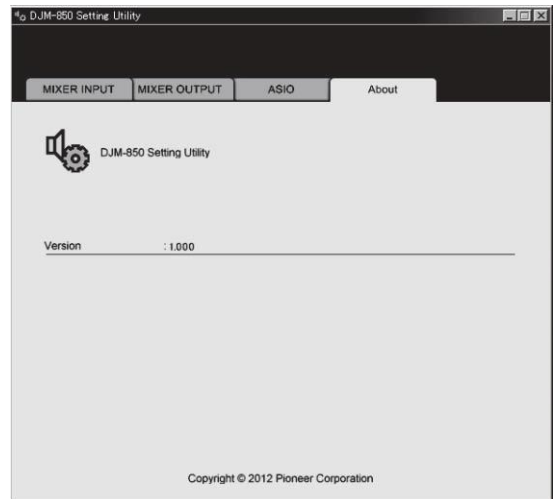 DJM-850 Setting Utility
MIXER INPUT MIXER OUTPUT ASIO About
DJM-850 Setting Utility
Version : 1.000
Copyright © 2012 Pioneer Corporation